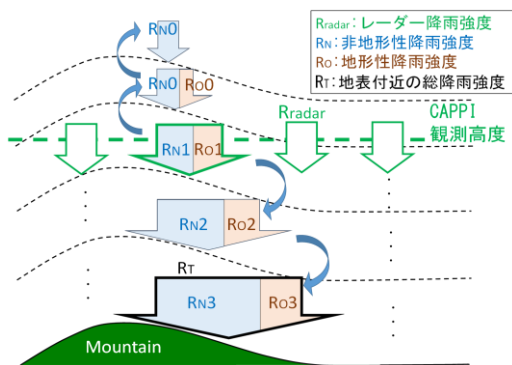 Rradar:レーダー降雨強度
RN:非地形性降雨強度
RO:地形性降雨強度
RT:地表付近の総降雨強度
RN0
RN0 RO0
Rradar
CAPPI
観測高度
RN1 RO1
RN2 RO2
RT
RN3 RO3
Mountain